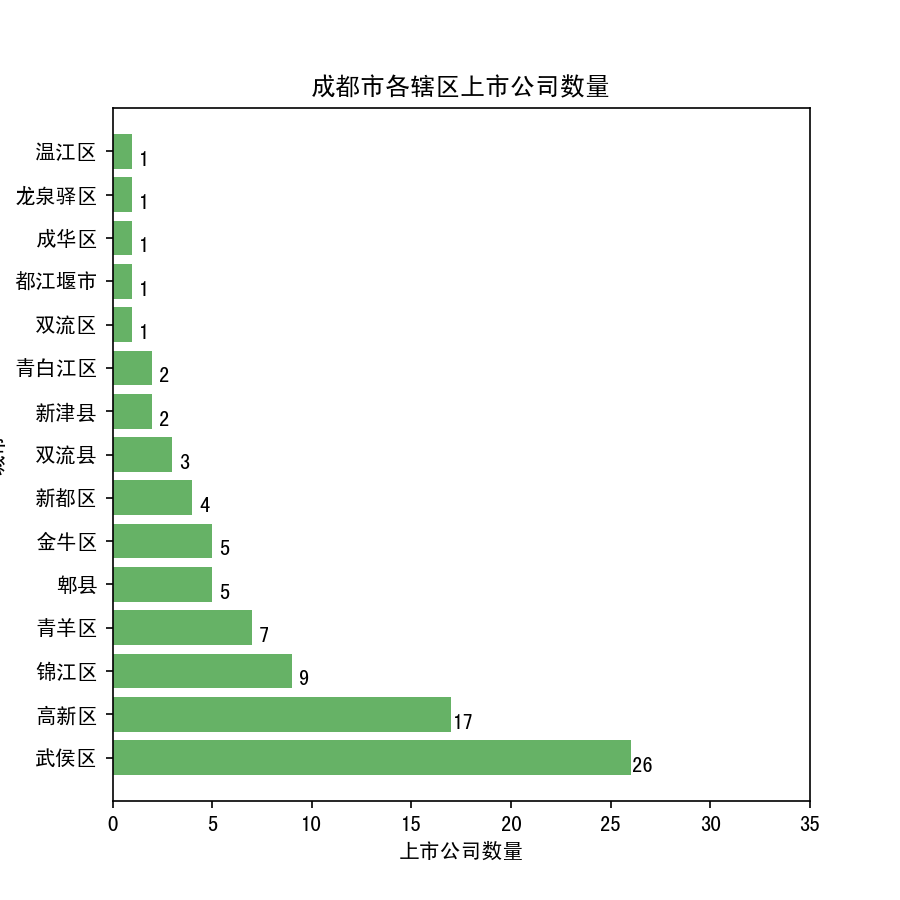 成都市各辖区上市公司数量
温江区 1
龙泉驿区 1
成华区 1
都江堰市 1
双流区 1
青白江区 2
新津县 2
双流县 3
新都区 4
金牛区 5
郫县 5
青羊区 7
锦江区 9
高新区 17
武侯区 26
0 5 10 15 20 25 30 35
上市公司数量